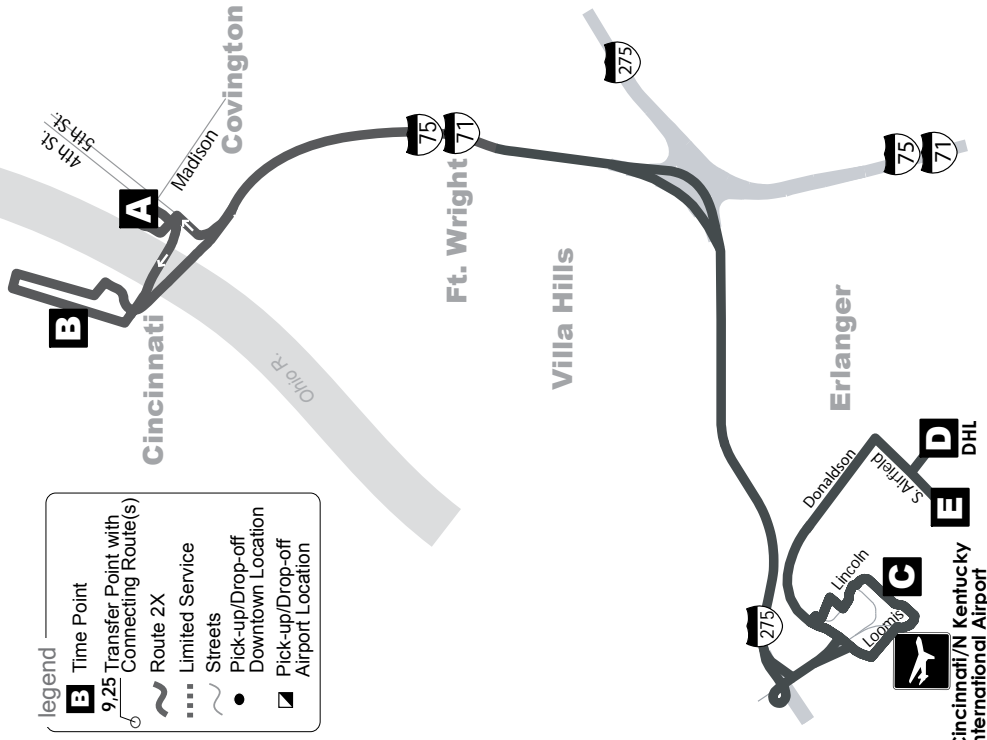 legend
B Time Point
9,25 Transfer Point with
Connecting Route(s)
Route 2X
Limited Service
Streets
Pick-up/Drop-off
Downtown Location
Pick-up/Drop-off
Airport Location
4th St.
5th St.
Madison
Covington
A
B
Cincinnati
Ohio R.
75
71
Ft. Wright
275
75
71
Villa Hills
Erlanger
Donaldson
S. Airfield
D
DHL
E
Lincoln
C
Loomis
275
Cincinnati/N Kentucky
International Airport